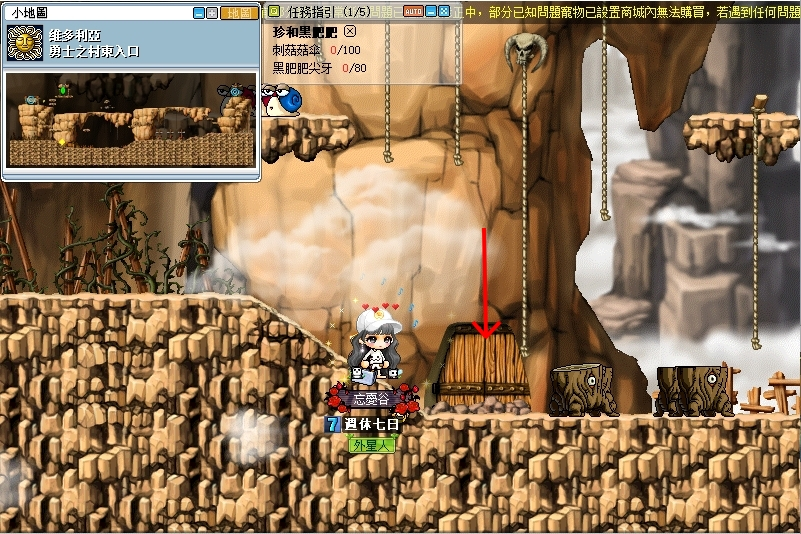 小地圖
地圖
維多利亞
勇士之村東入口
任務指引 (1/5)
AUTO
正中，部分已知問題寵物已設置商城內無法購買，若遇到任何問題
珍和黑肥肥
刺菇菇傘 0/100
黑肥肥尖牙 0/80
忘憂谷
7 週休七日
外星人